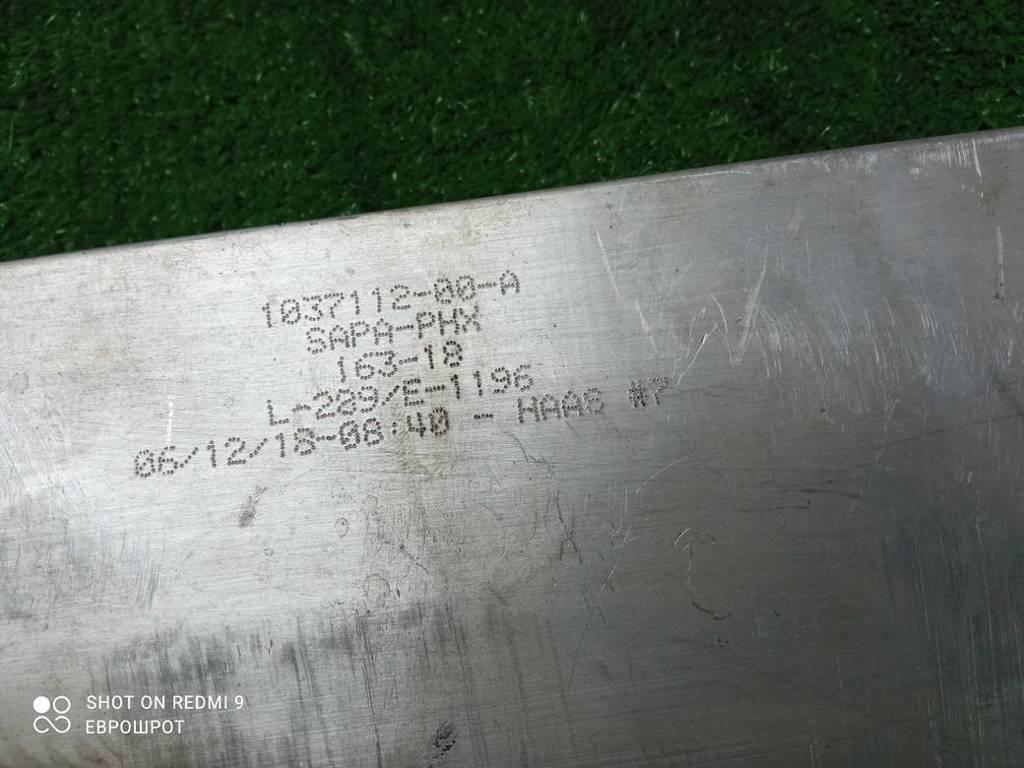 1037112-00-A
SAPA-PHX
163-18
L-289/E-1196
06/12/18-08:40 - HAAS #7
SHOT ON REDMI 9
ЕВРОШРОТ